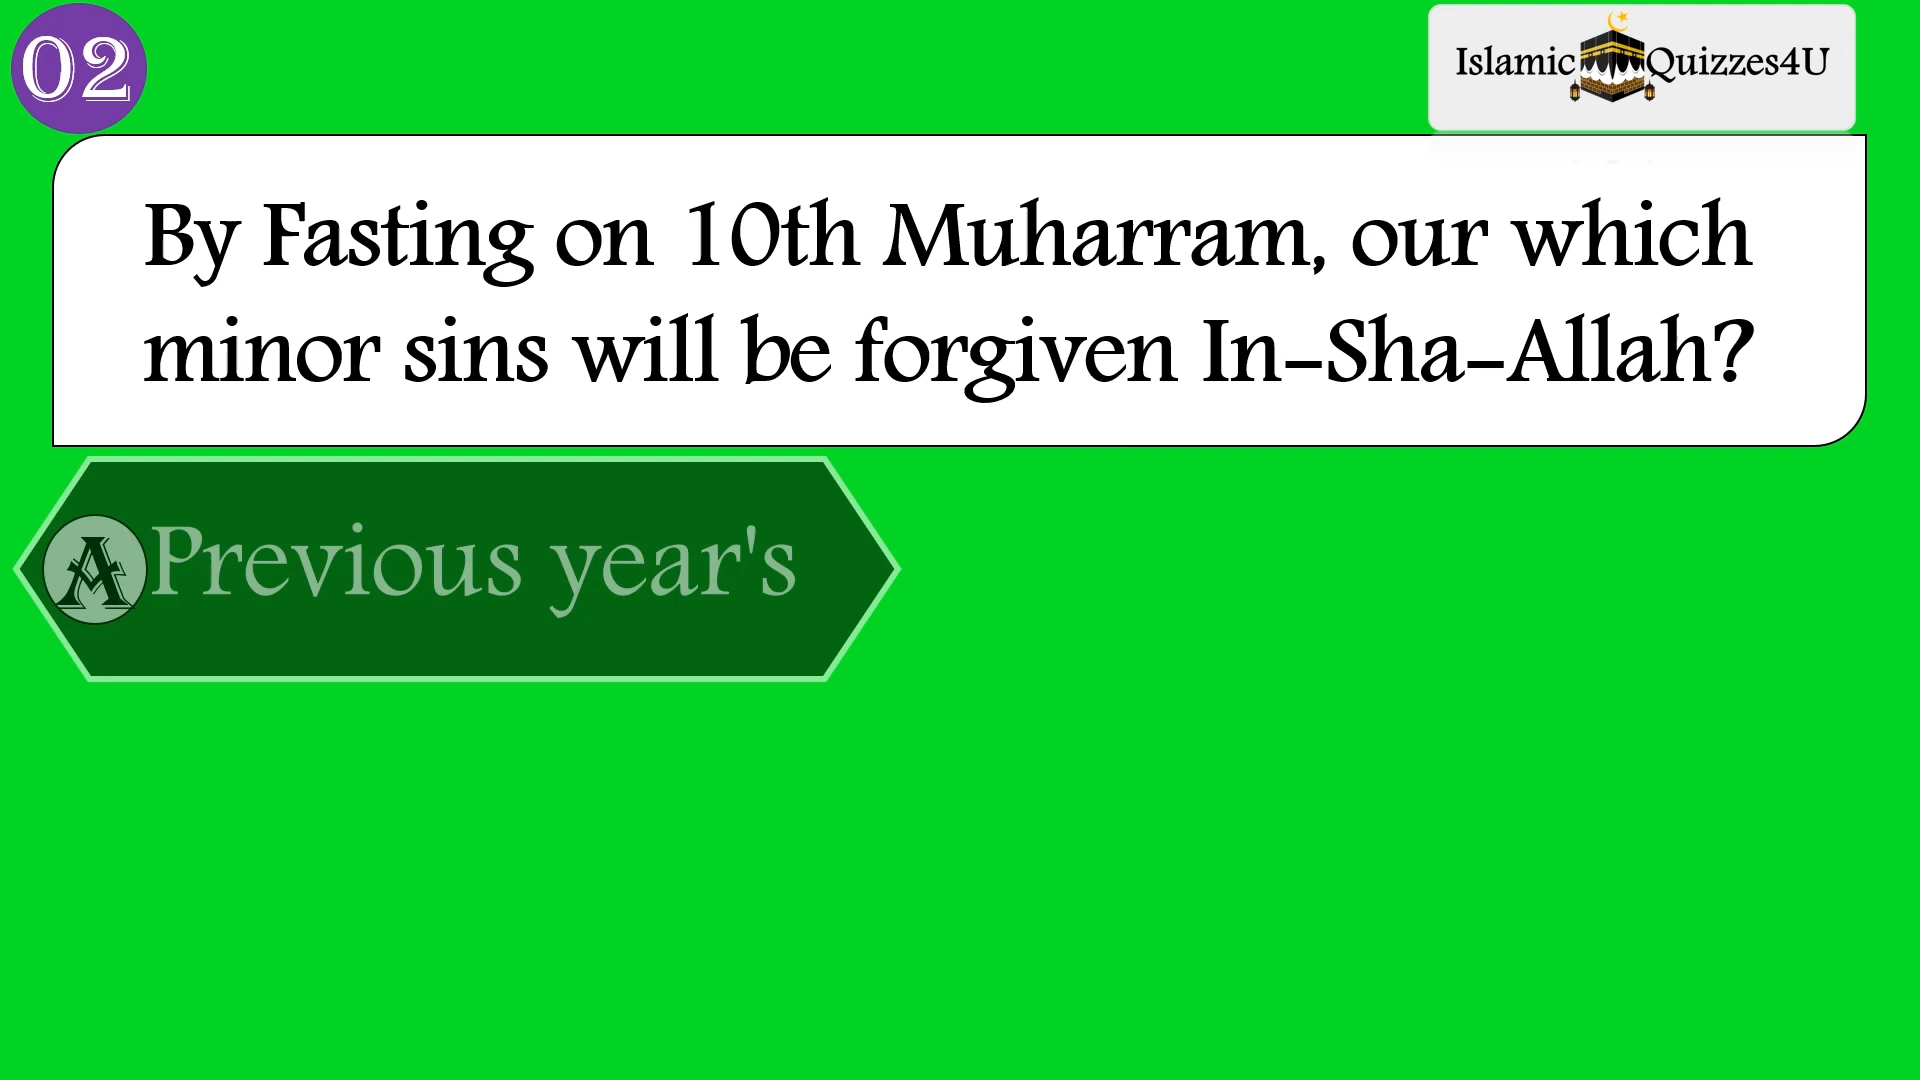 02
Islamic Quizzes4U
By Fasting on 10th Muharram, our which
minor sins will be forgiven In-Sha-Allah?
A Previous year's